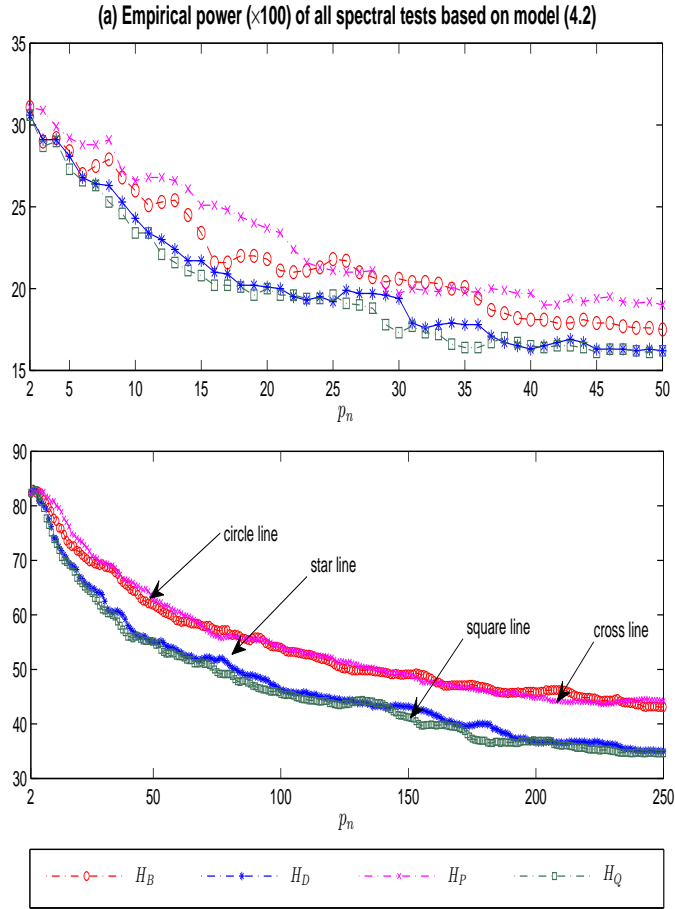 (a) Empirical power (×100) of all spectral tests based on model (4.2)
35
30
25
20
15
2 5 10 15 20 25 30 35 40 45 50
p_n
90
80
70
60
50
40
30
circle line
star line
square line
cross line
2 50 100 150 200 250
p_n
H_B H_D H_P H_Q